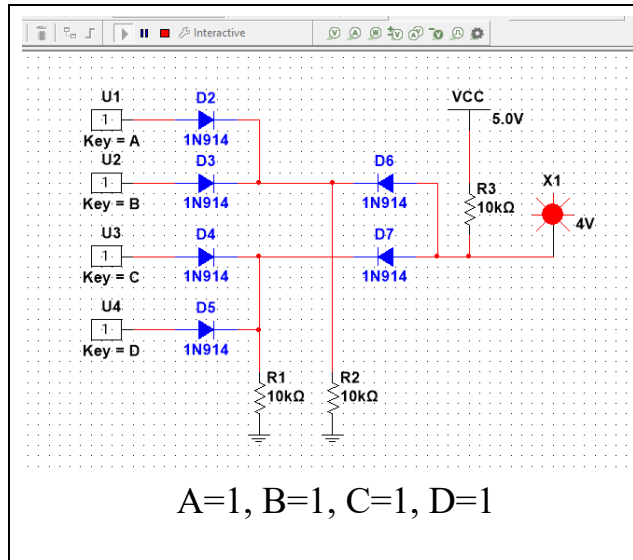 Interactive
U1
1
Key = A
D2
1N914
U2
1
Key = B
D3
1N914
U3
1
Key = C
D4
1N914
U4
1
Key = D
D5
1N914
D6
1N914
D7
1N914
R1
10kΩ
R2
10kΩ
VCC
5.0V
R3
10kΩ
X1
4V
A=1, B=1, C=1, D=1